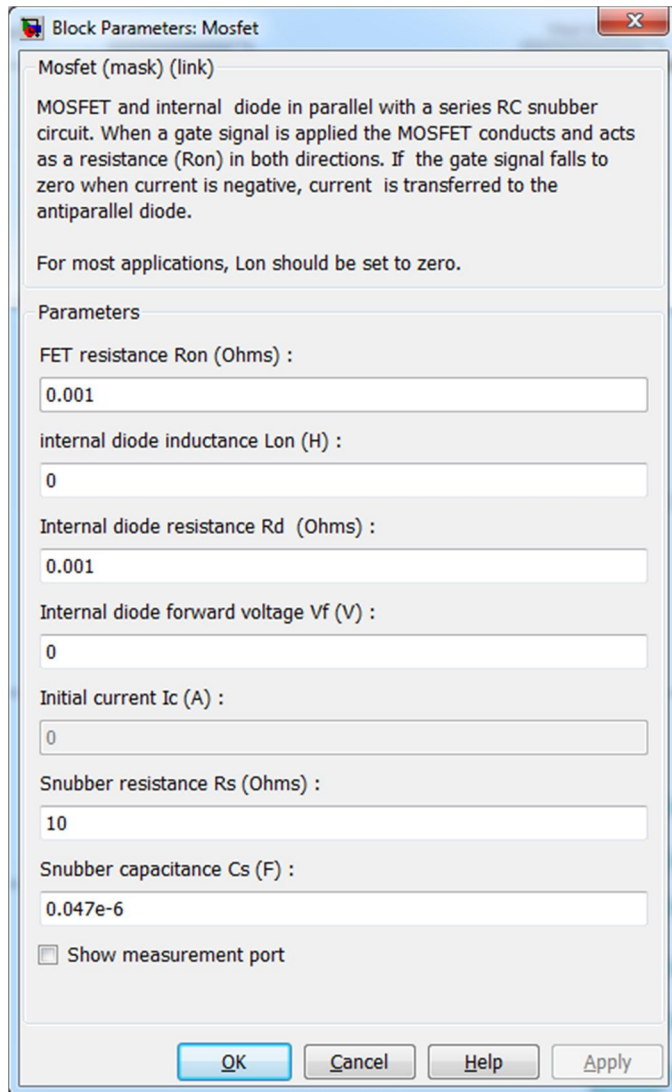 Block Parameters: Mosfet
Mosfet (mask) (link)
MOSFET and internal diode in parallel with a series RC snubber
circuit. When a gate signal is applied the MOSFET conducts and acts
as a resistance (Ron) in both directions. If the gate signal falls to
zero when current is negative, current is transferred to the
antiparallel diode.
For most applications, Lon should be set to zero.
Parameters
FET resistance Ron (Ohms) :
0.001
internal diode inductance Lon (H) :
0
Internal diode resistance Rd (Ohms) :
0.001
Internal diode forward voltage Vf (V) :
0
Initial current Ic (A) :
0
Snubber resistance Rs (Ohms) :
10
Snubber capacitance Cs (F) :
0.047e-6
Show measurement port
OK Cancel Help Apply